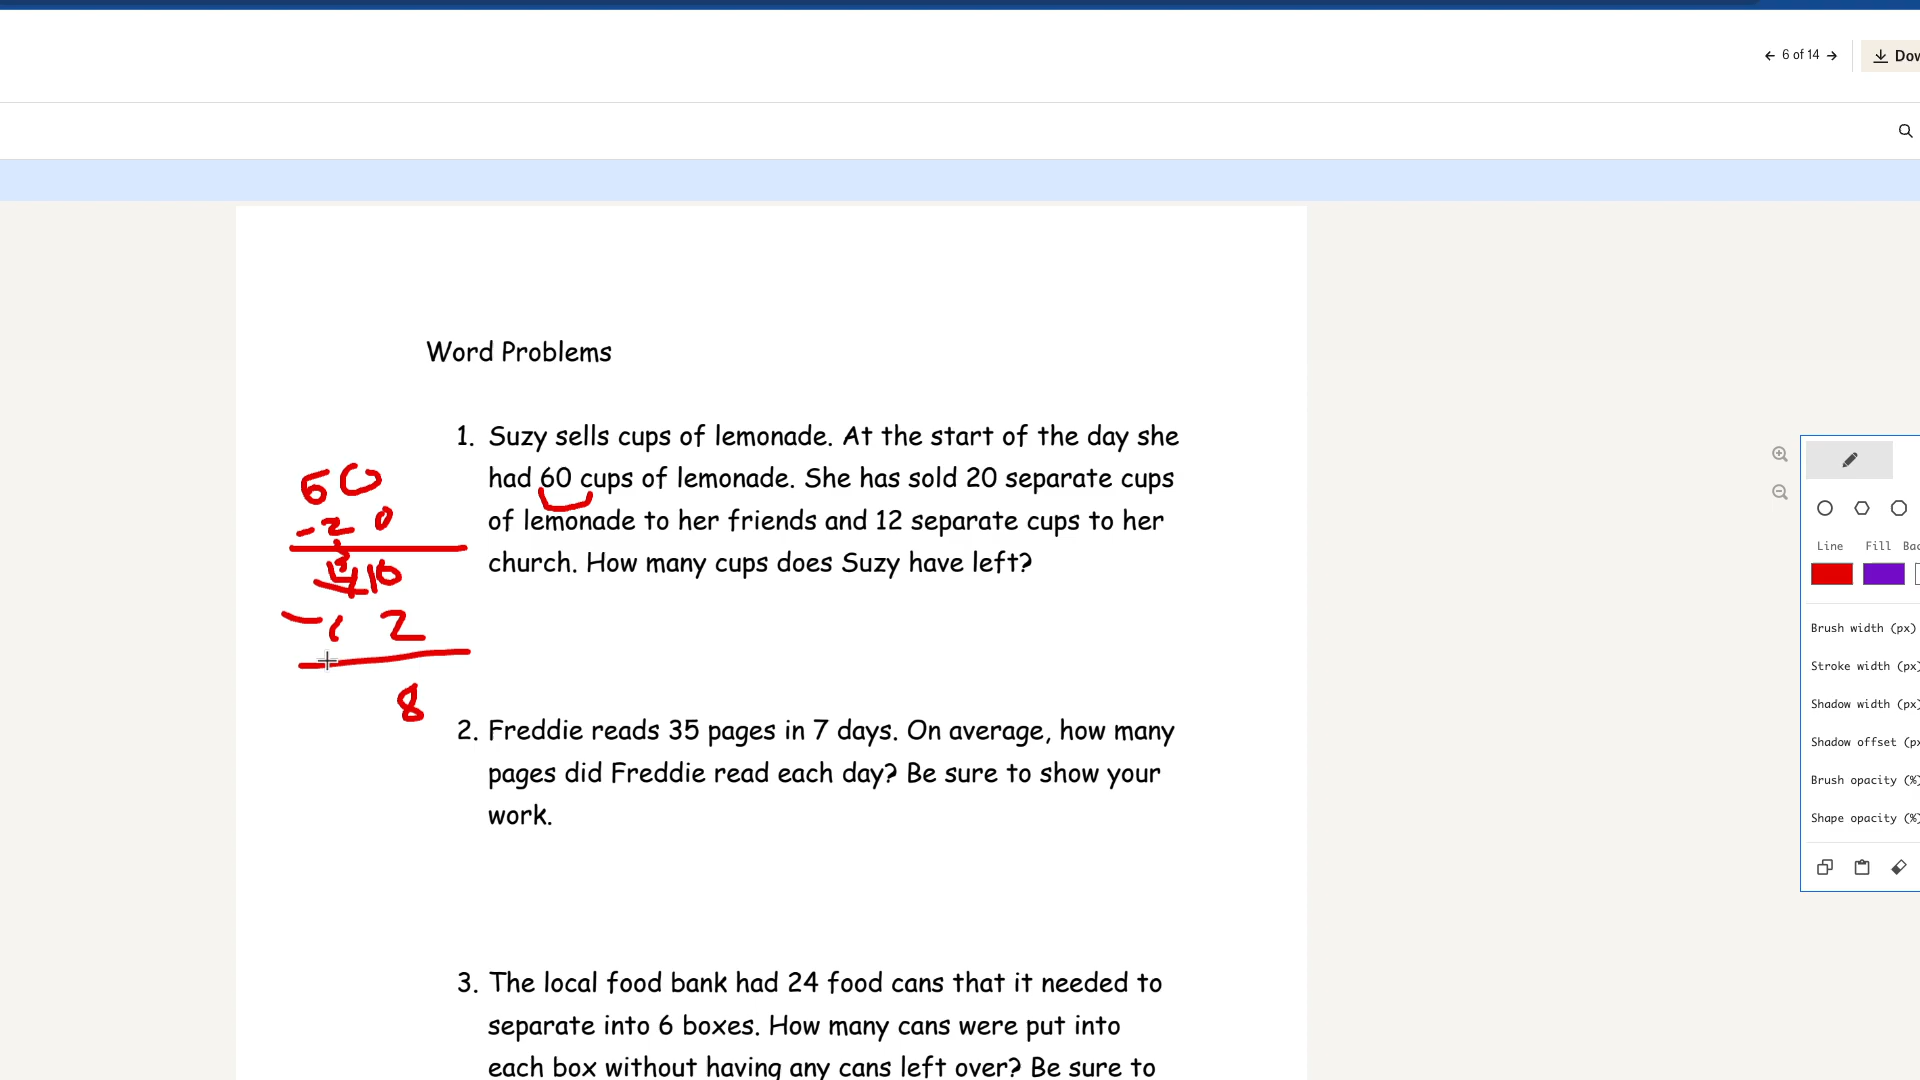 ← 6 of 14 →
Word Problems
1. Suzy sells cups of lemonade. At the start of the day she
had 60 cups of lemonade. She has sold 20 separate cups
of lemonade to her friends and 12 separate cups to her
church. How many cups does Suzy have left?
60
-20
3
410
-12
8
2. Freddie reads 35 pages in 7 days. On average, how many
pages did Freddie read each day? Be sure to show your
work.
3. The local food bank had 24 food cans that it needed to
separate into 6 boxes. How many cans were put into
each box without having any cans left over? Be sure to
Line Fill
Brush width (px)
Stroke width (px)
Shadow width (px)
Shadow offset (px
Brush opacity (%)
Shape opacity (%)